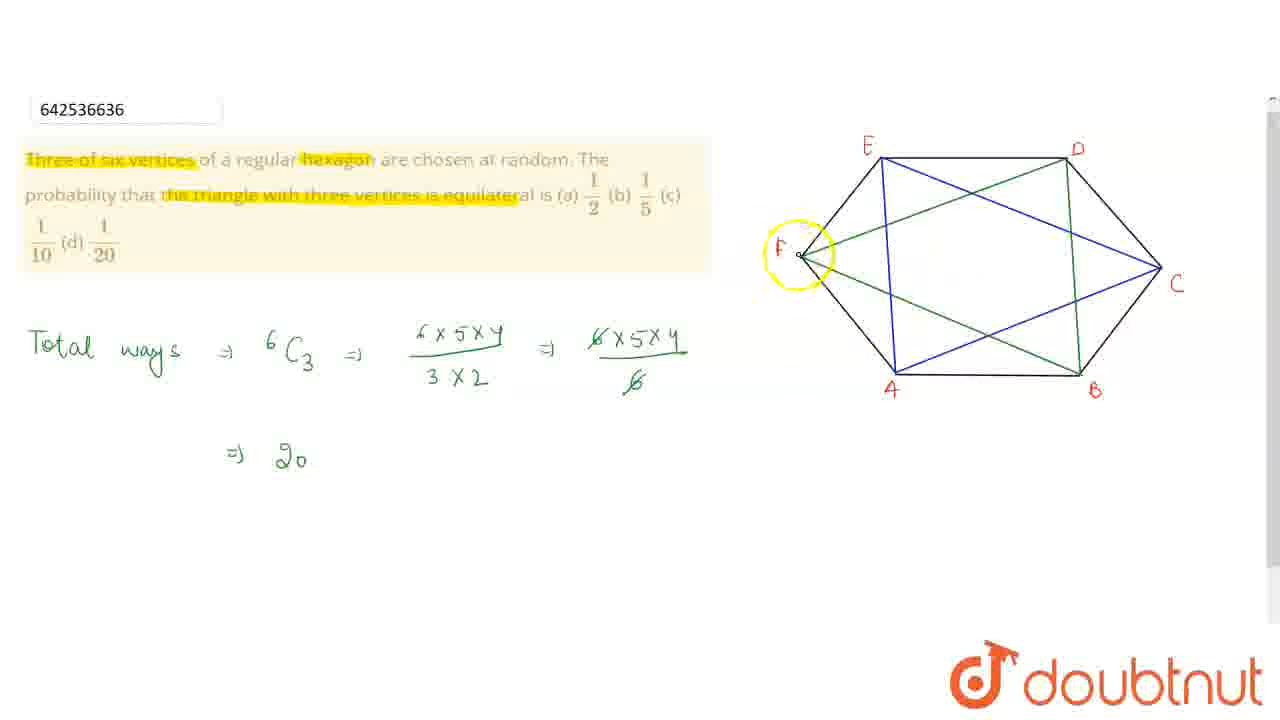 642536636
Three of six vertices of a regular hexagon are chosen at random. The
probability that the triangle with three vertices is equilateral is (a) 1/2 (b) 1/5 (c)
1/10 (d) 1/20
Total ways ⇒ ⁶C₃ ⇒ 6 × 5 × 4 / 3 × 2 ⇒ 6 × 5 × 4 / 6
⇒ 20
E
D
F
C
A
B
doubtnut